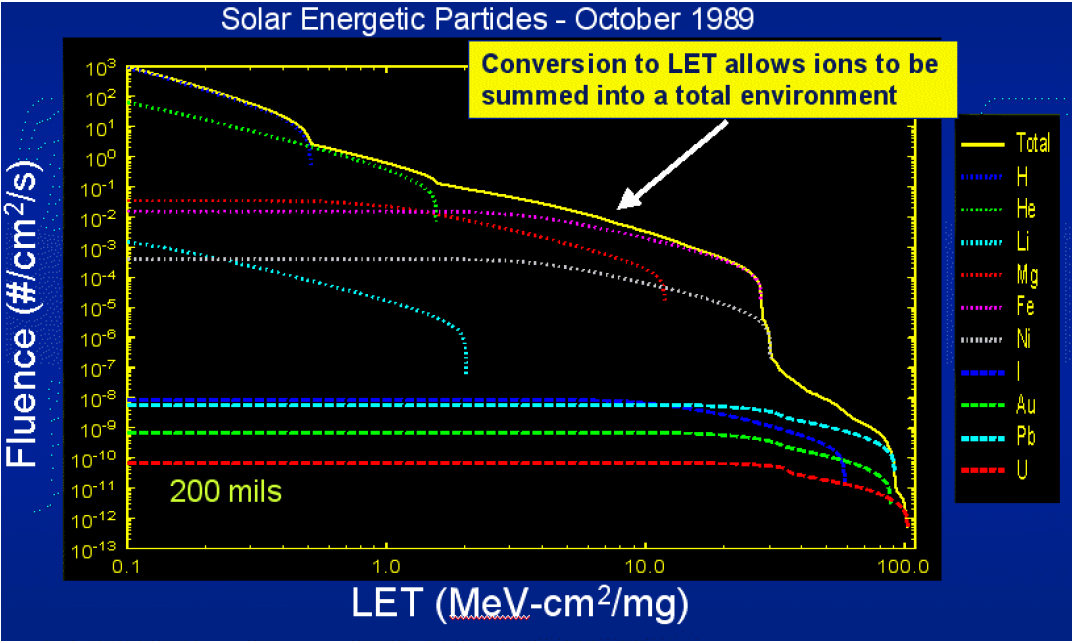 Solar Energetic Particles - October 1989
Conversion to LET allows ions to be
summed into a total environment
Fluence (#/cm²/s)
10³
10²
10¹
10⁰
10⁻¹
10⁻²
10⁻³
10⁻⁴
10⁻⁵
10⁻⁶
10⁻⁷
10⁻⁸
10⁻⁹
10⁻¹⁰
10⁻¹¹
10⁻¹²
10⁻¹³
200 mils
0.1 1.0 10.0 100.0
LET (MeV-cm²/mg)
Total
H
He
Li
Mg
Fe
Ni
I
Au
Pb
U